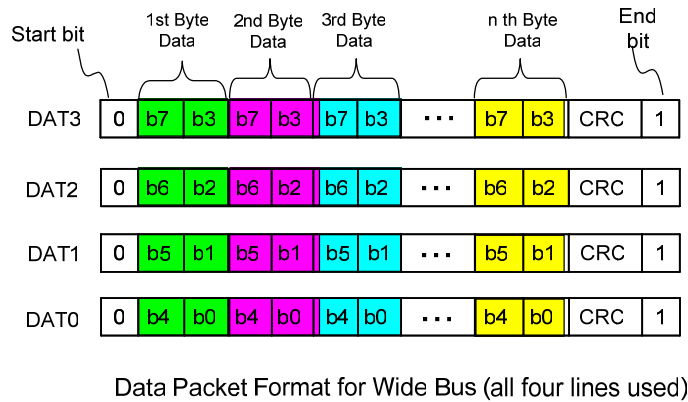 Start bit
1st Byte Data
2nd Byte Data
3rd Byte Data
n th Byte Data
End bit
DAT3 0 b7 b3 b7 b3 b7 b3 ... b7 b3 CRC 1
DAT2 0 b6 b2 b6 b2 b6 b2 ... b6 b2 CRC 1
DAT1 0 b5 b1 b5 b1 b5 b1 ... b5 b1 CRC 1
DAT0 0 b4 b0 b4 b0 b4 b0 ... b4 b0 CRC 1
Data Packet Format for Wide Bus (all four lines used)